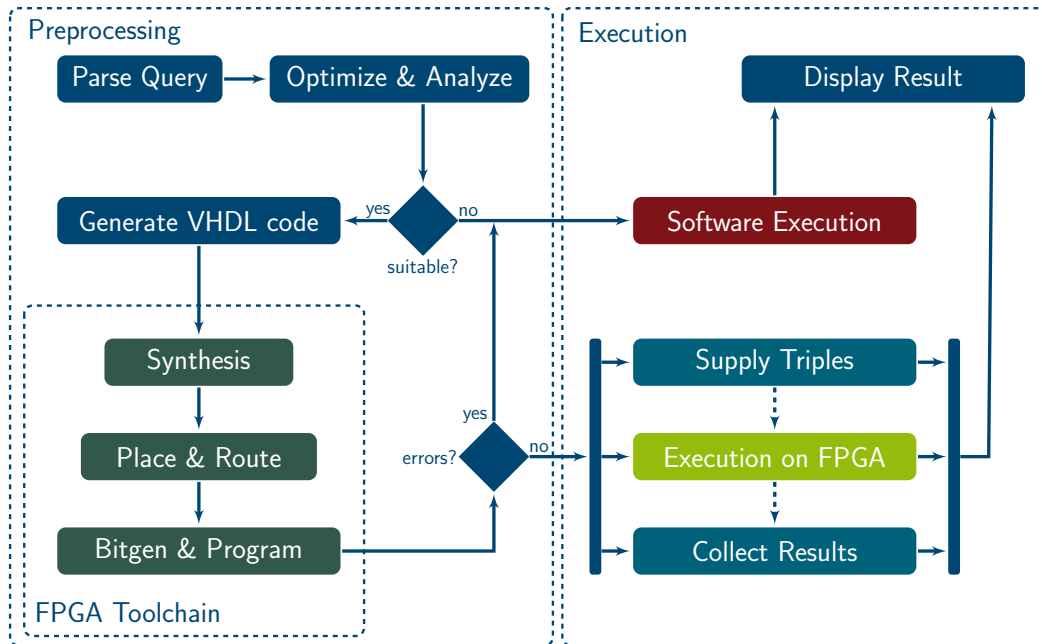 Preprocessing
Parse Query
Optimize & Analyze
yes
no
Generate VHDL code
suitable?
Synthesis
Place & Route
Bitgen & Program
FPGA Toolchain
yes
errors?
no
Execution
Display Result
Software Execution
Supply Triples
Execution on FPGA
Collect Results